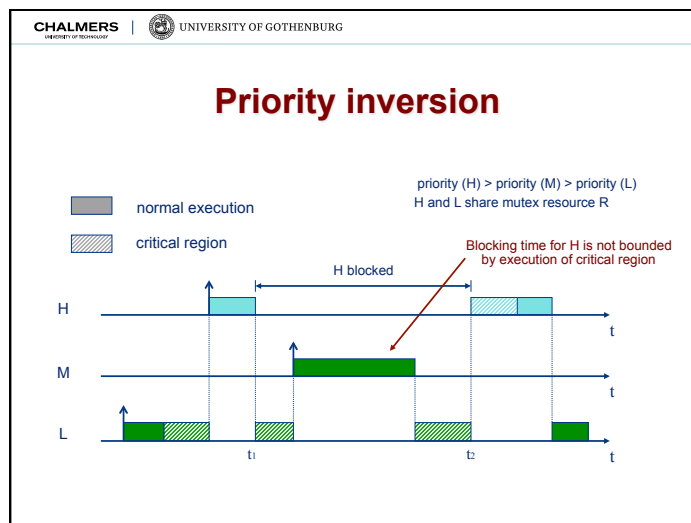 CHALMERS
UNIVERSITY OF TECHNOLOGY
UNIVERSITY OF GOTHENBURG
Priority inversion
priority (H) > priority (M) > priority (L)
H and L share mutex resource R
normal execution
critical region
Blocking time for H is not bounded
by execution of critical region
H blocked
H
t
M
t
L
t1
t2
t